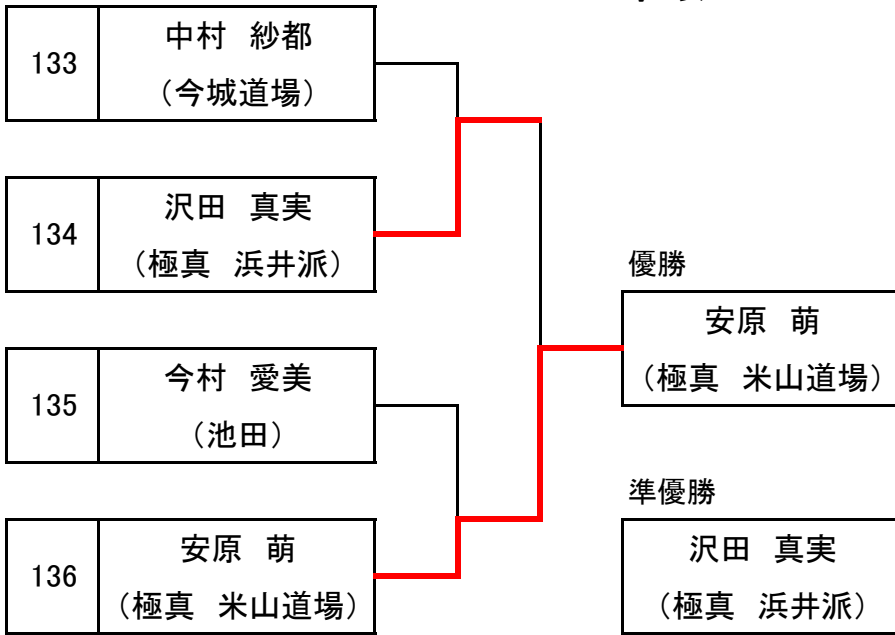 133
中村 紗都
（今城道場）
134
沢田 真実
（極真 浜井派）
135
今村 愛美
（池田）
136
安原 萌
（極真 米山道場）
優勝
安原 萌
（極真 米山道場）
準優勝
沢田 真実
（極真 浜井派）